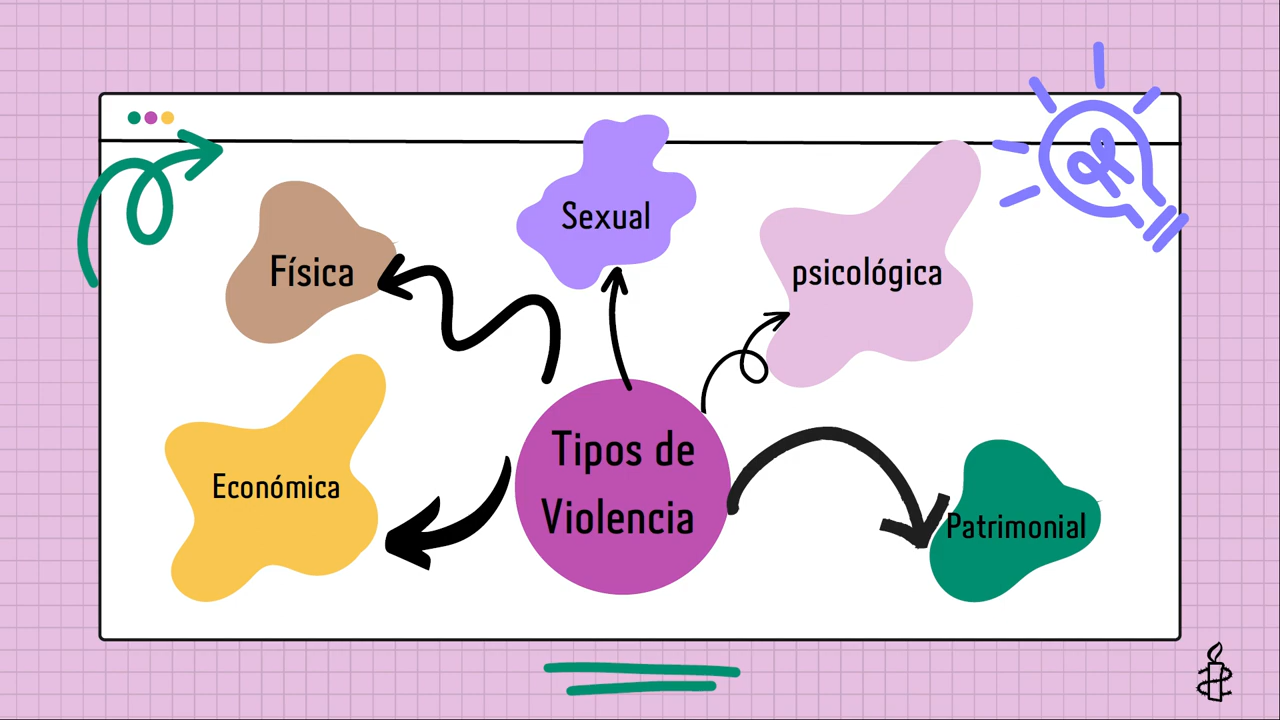 Sexual
Física
psicológica
Tipos de
Violencia
Económica
Patrimonial